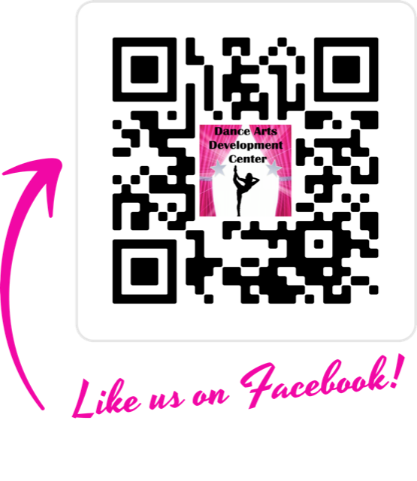 Dance Arts
Development
Center
Like us on Facebook!